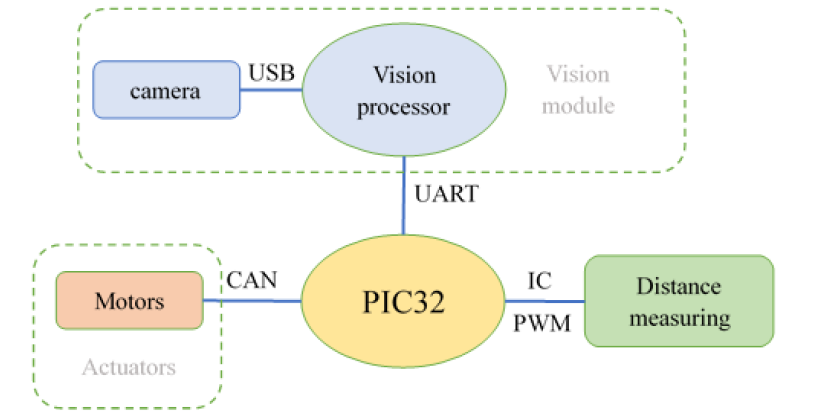 camera
USB
Vision
processor
Vision
module
UART
Motors
Actuators
CAN
PIC32
IC
PWM
Distance
measuring